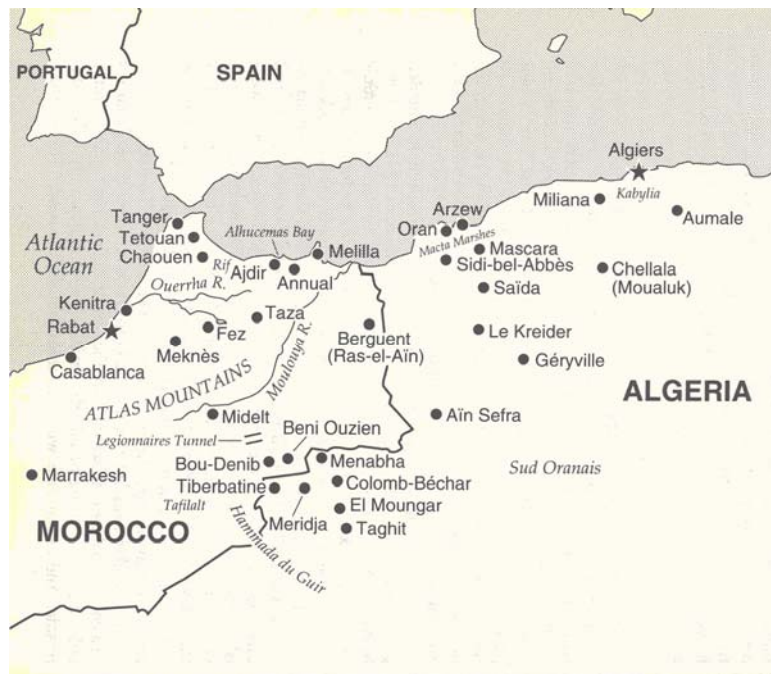 PORTUGAL
SPAIN
Algiers
Kabylia
Miliana
Aumale
Arzew
Oran
Macta Marshes
Mascara
Sidi-bel-Abbès
Chellala
(Moualuk)
Saïda
Tanger
Tetouan
Chaouen
Alhucemas Bay
Melilla
Atlantic
Ocean
Rif
Ajdir
Annual
Ouerrha R.
Kenitra
Rabat
Taza
Fez
Meknès
Moulouya R.
Berguent
(Ras-el-Aïn)
Le Kreider
Géryville
Casablanca
ATLAS MOUNTAINS
ALGERIA
Midelt
Aïn Sefra
Legionnaires Tunnel
Beni Ouzien
Bou-Denib
Menabha
Sud Oranais
Marrakesh
Tiberbatine
Colomb-Béchar
Tafilalt
El Moungar
Meridja
Taghit
MOROCCO
Hammada du Guir